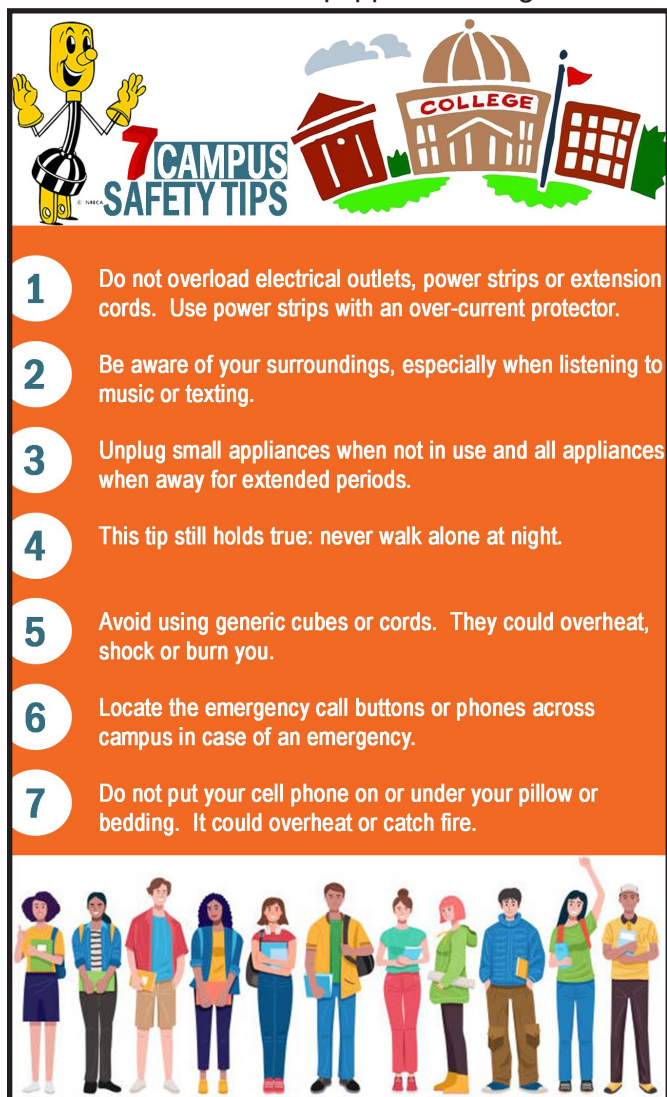 7 CAMPUS
SAFETY TIPS
© NRECA
COLLEGE
1
Do not overload electrical outlets, power strips or extension
cords.  Use power strips with an over-current protector.
2
Be aware of your surroundings, especially when listening to
music or texting.
3
Unplug small appliances when not in use and all appliances
when away for extended periods.
4
This tip still holds true: never walk alone at night.
5
Avoid using generic cubes or cords.  They could overheat,
shock or burn you.
6
Locate the emergency call buttons or phones across
campus in case of an emergency.
7
Do not put your cell phone on or under your pillow or
bedding.  It could overheat or catch fire.